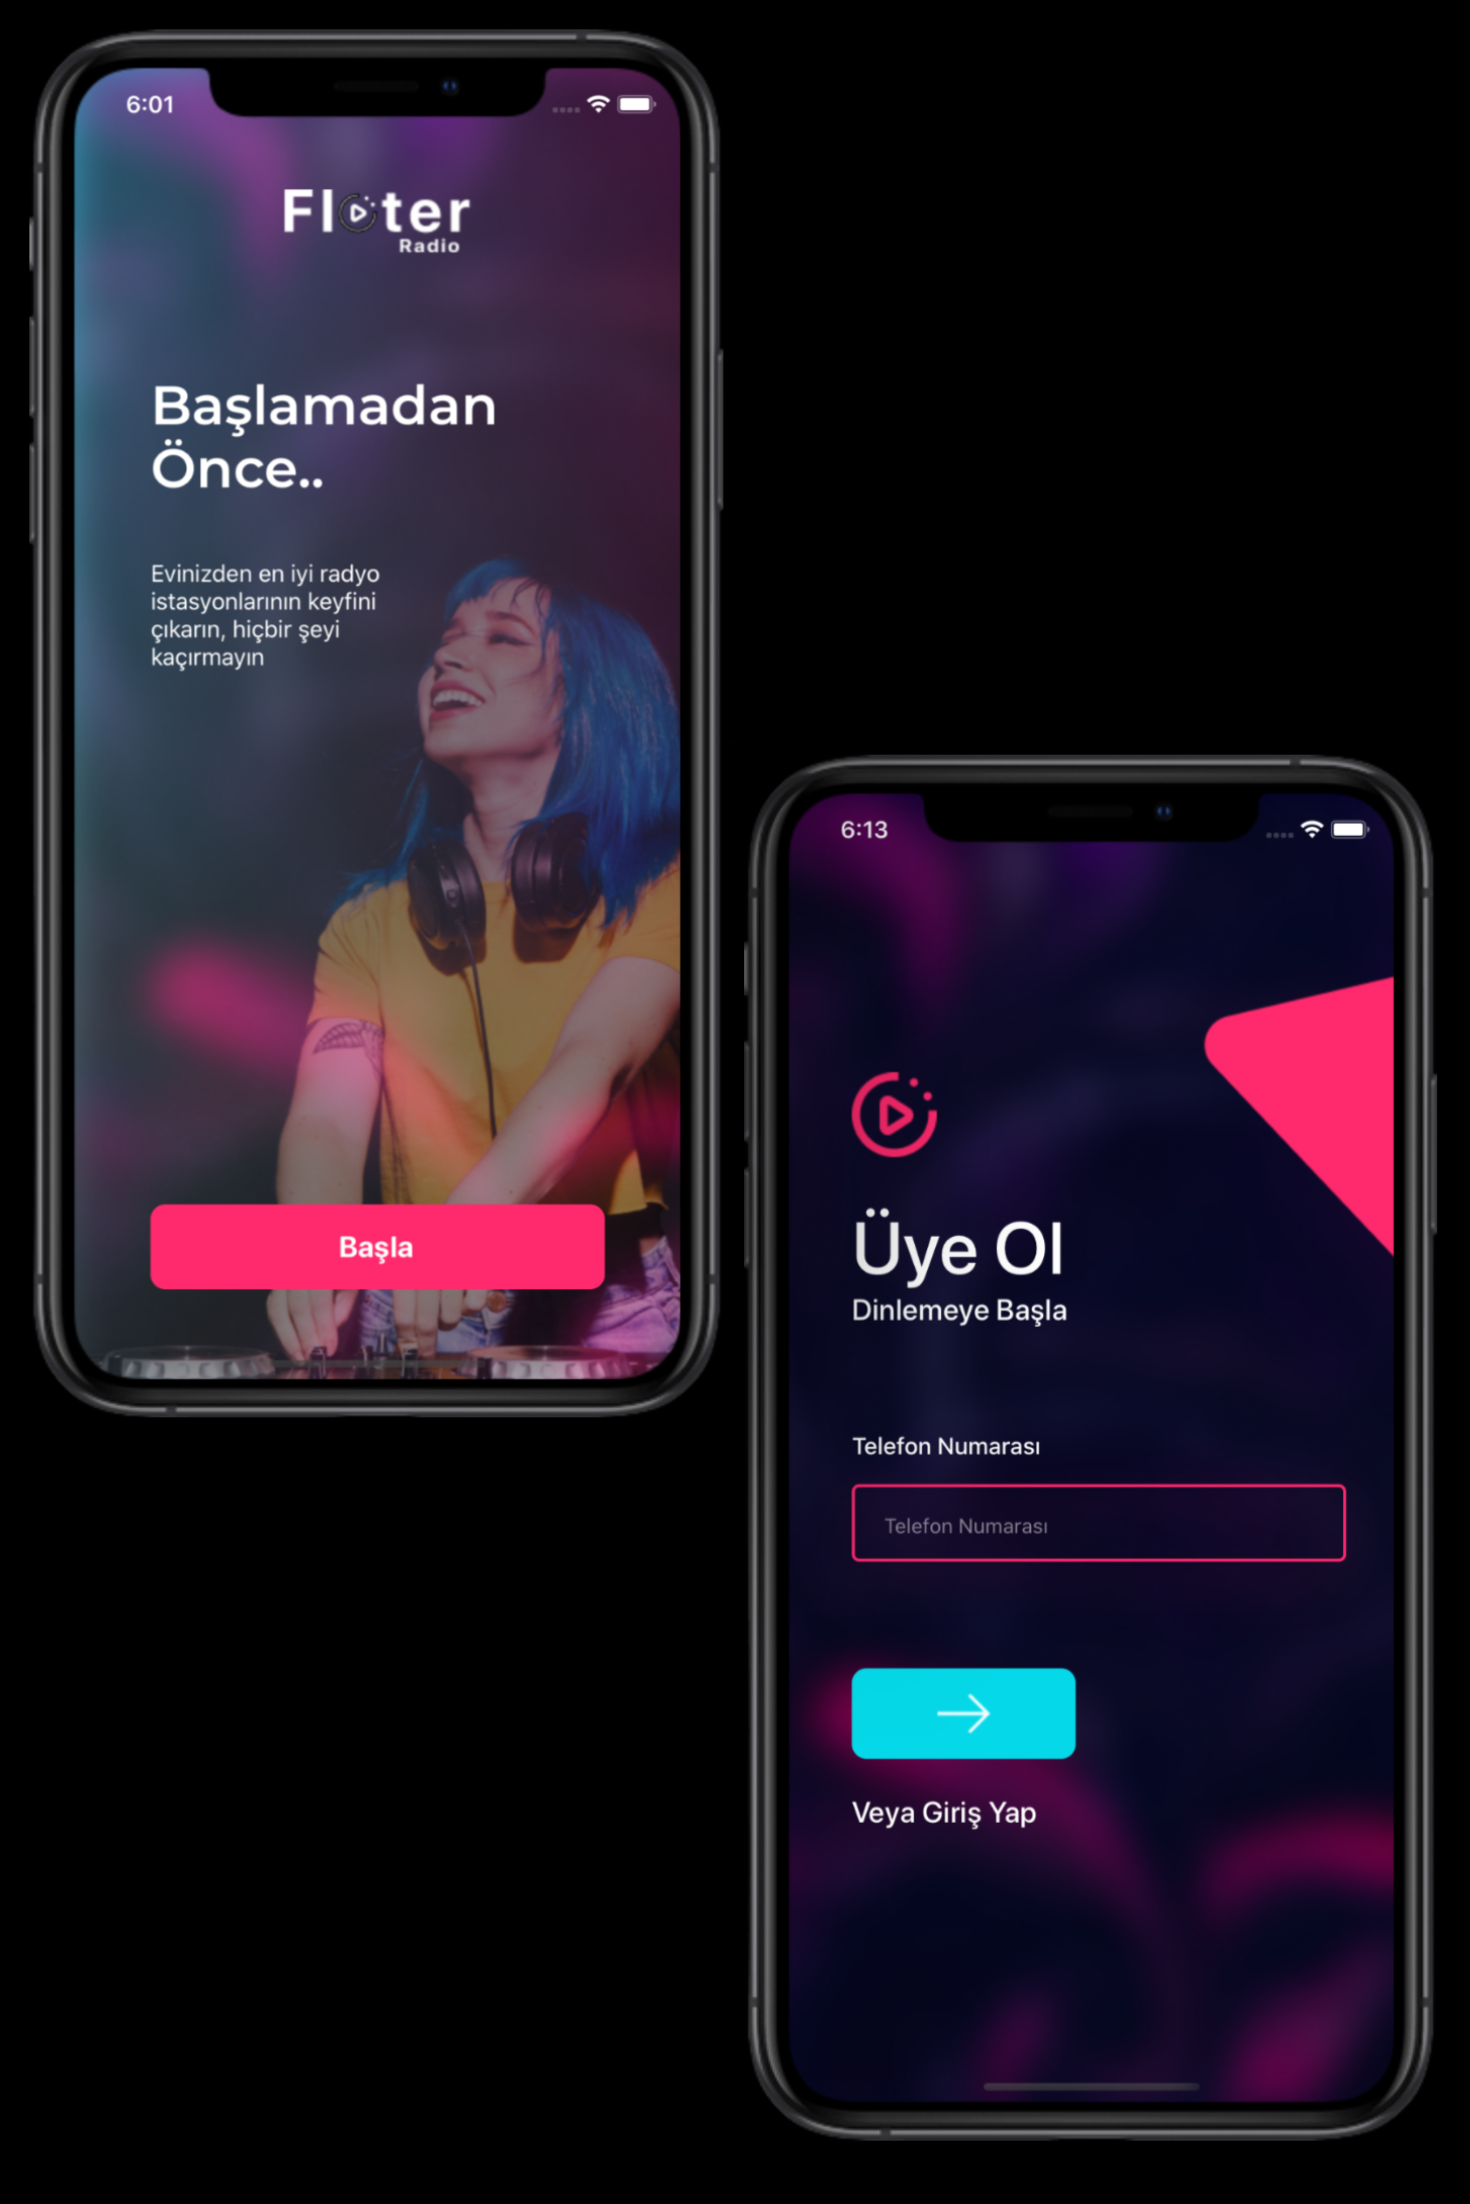 6:01
Floter
Radio
Başlamadan
Önce..
Evinizden en iyi radyo
istasyonlarının keyfini
çıkarın, hiçbir şeyi
kaçırmayın
Başla
6:13
Üye Ol
Dinlemeye Başla
Telefon Numarası
Telefon Numarası
Veya Giriş Yap